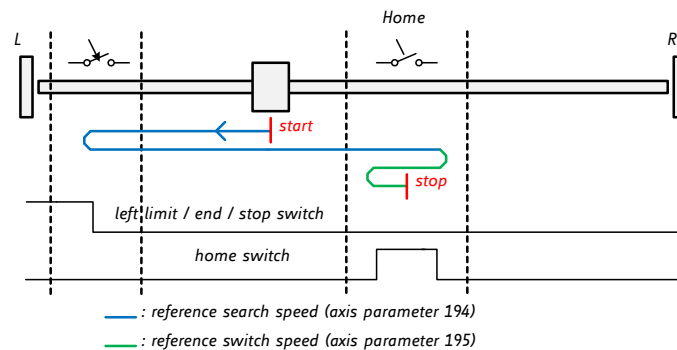 Home
L
R
start
stop
left limit / end / stop switch
home switch
: reference search speed (axis parameter 194)
: reference switch speed (axis parameter 195)